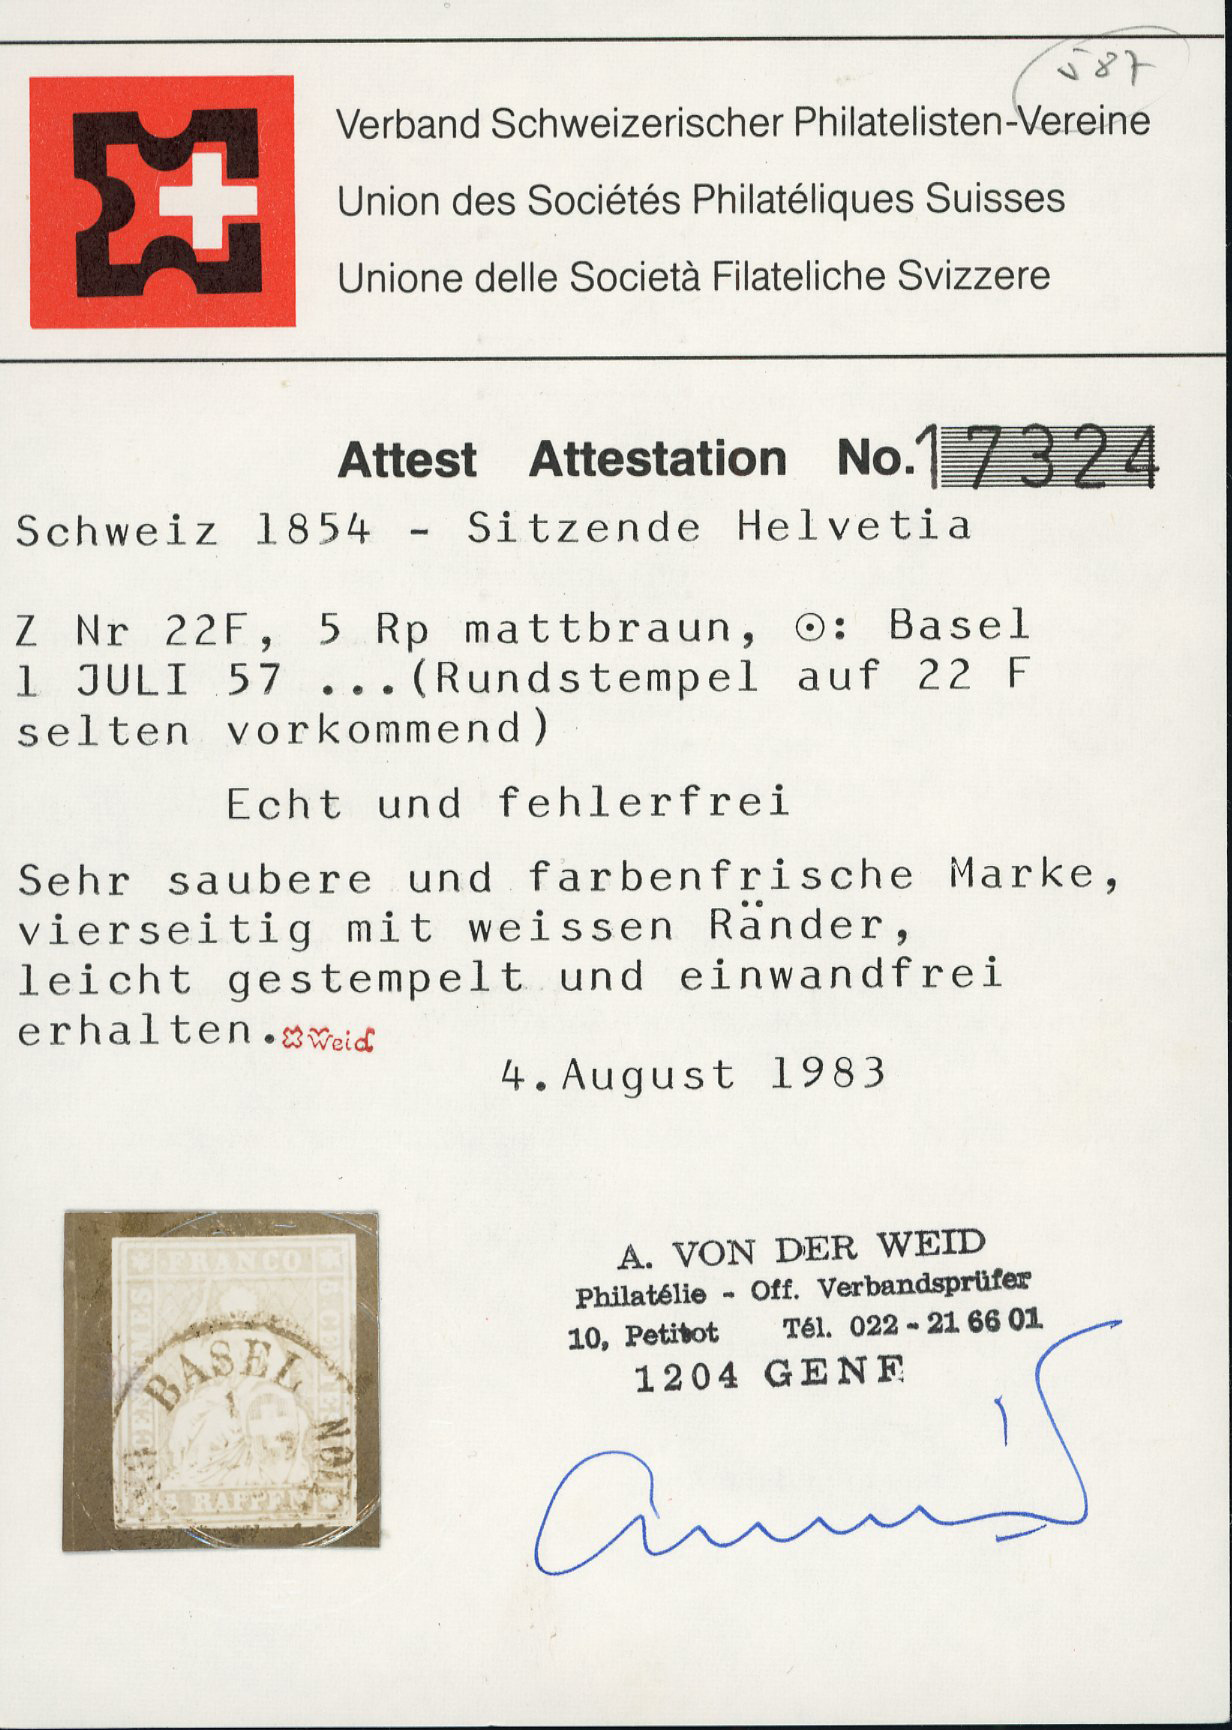 587
Verband Schweizerischer Philatelisten-Vereine
Union des Sociétés Philatéliques Suisses
Unione delle Società Filateliche Svizzere
Attest Attestation No. 17324
Schweiz 1854 - Sitzende Helvetia
Z Nr 22F, 5 Rp mattbraun, ⊙: Basel
1 JULI 57 ...(Rundstempel auf 22 F
selten vorkommend)
Echt und fehlerfrei
Sehr saubere und farbenfrische Marke,
vierseitig mit weissen Ränder,
leicht gestempelt und einwandfrei
erhalten. Weid
4. August 1983
A. VON DER WEID
Philatélie - Off. Verbandsprüfer
10, Petitot Tél. 022 - 21 66 01
1204 GENF
FRANCO
BASEL
1